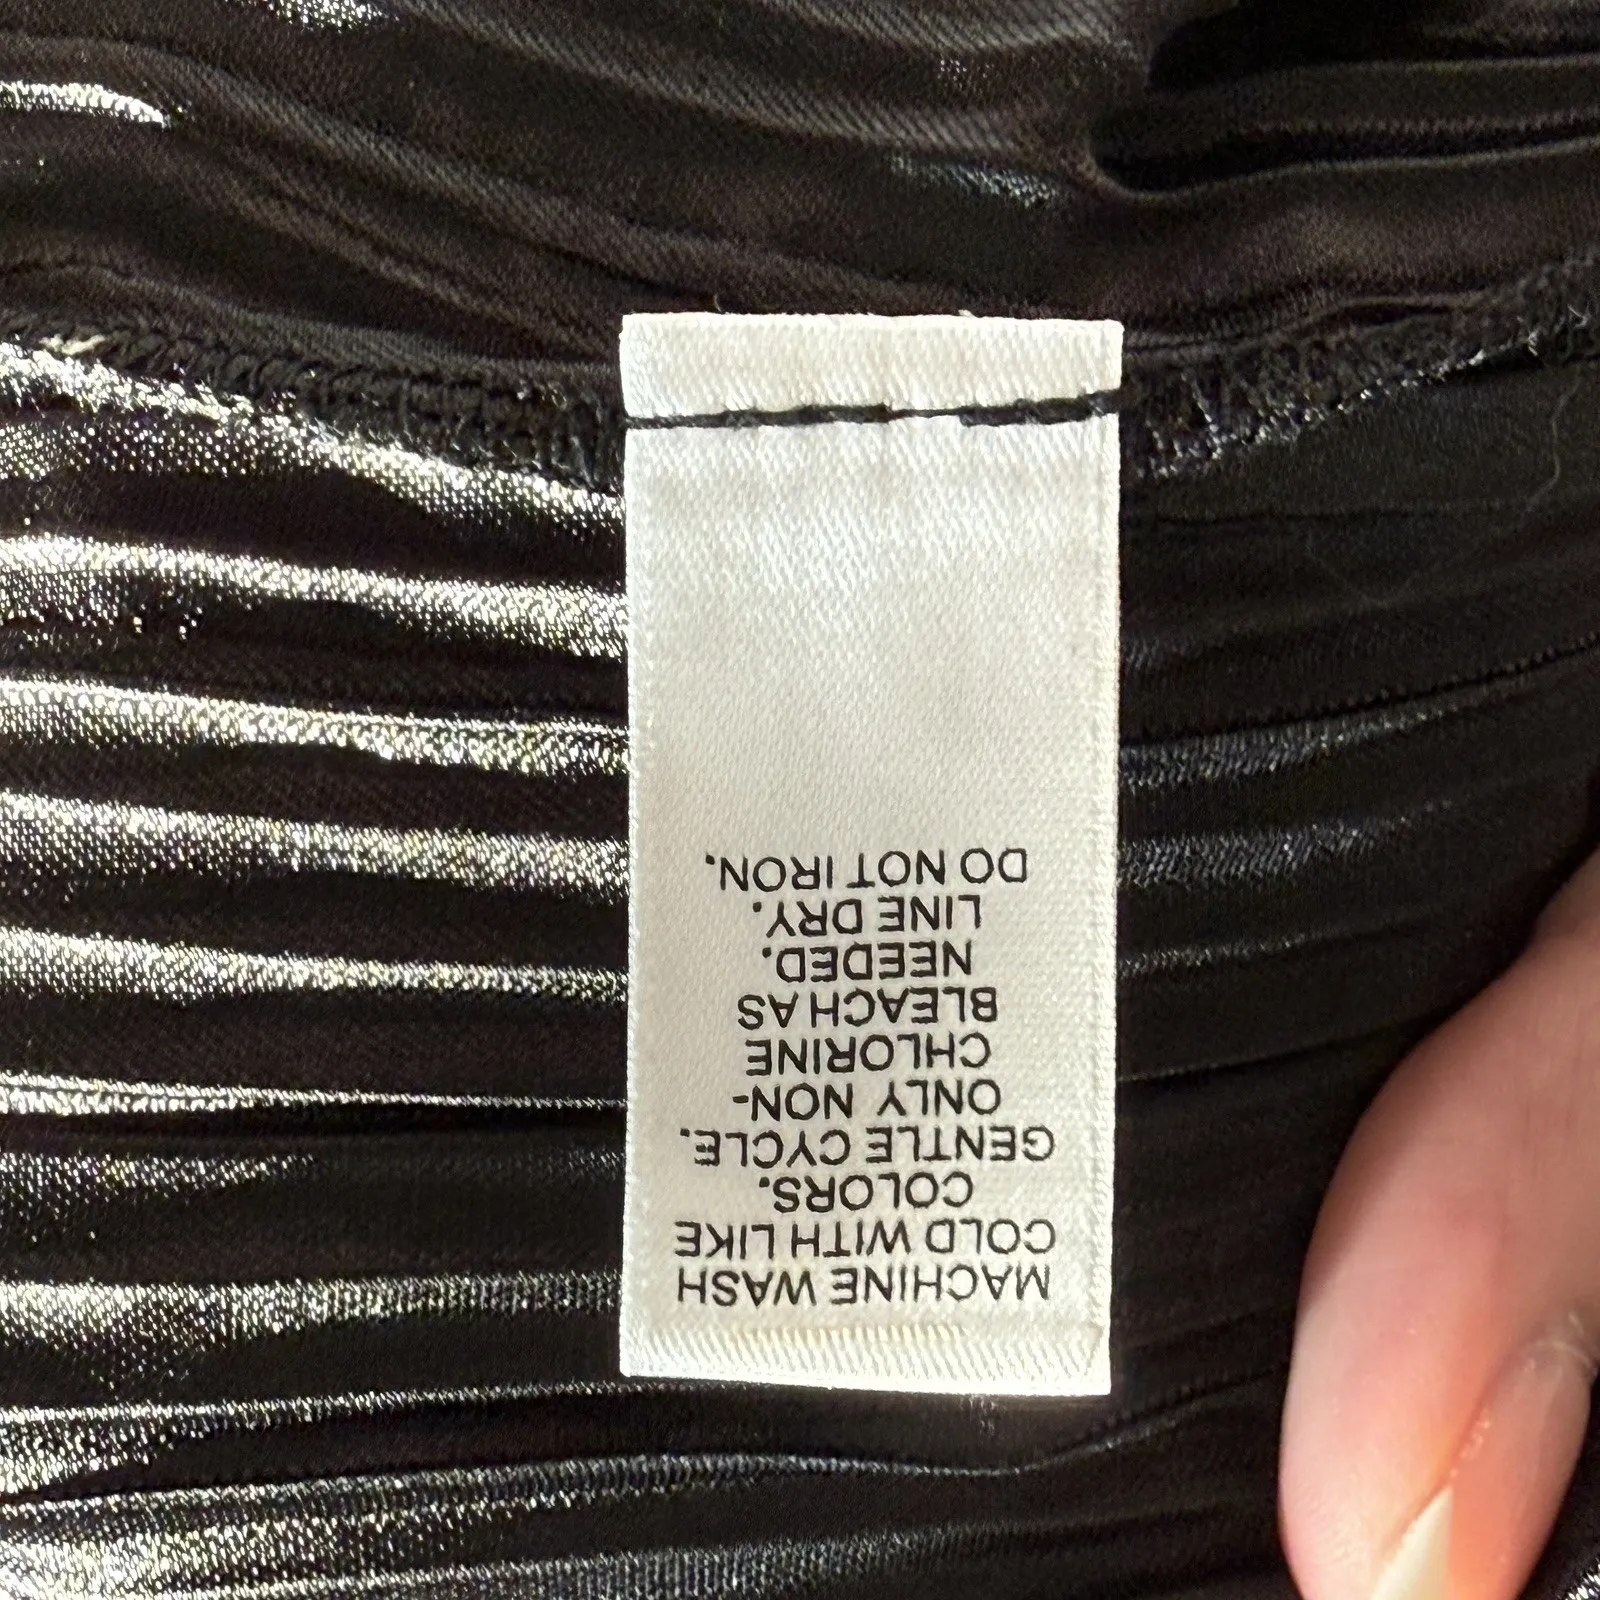 MACHINE WASH
COLD WITH LIKE
COLORS.
GENTLE CYCLE.
ONLY NON-
CHLORINE
BLEACH AS
NEEDED.
LINE DRY.
DO NOT IRON.